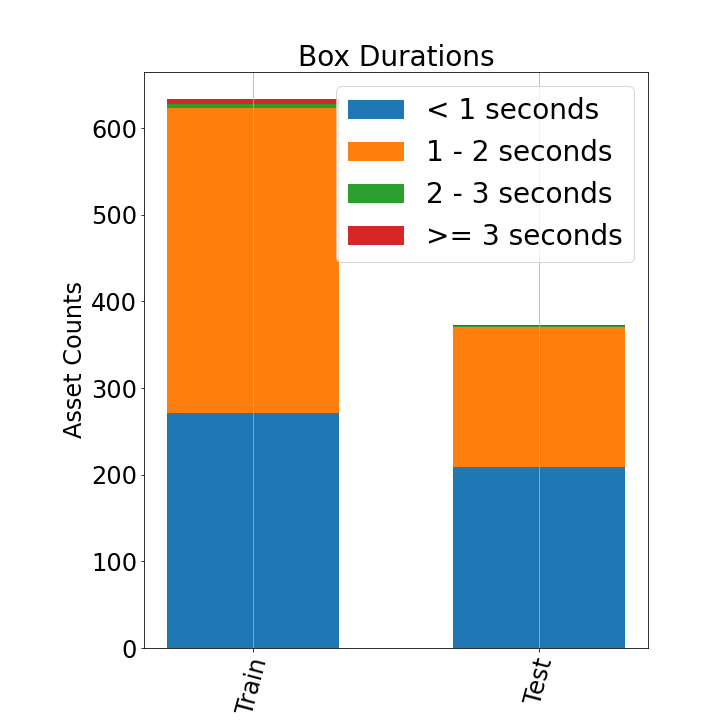 Box Durations
< 1 seconds
1 - 2 seconds
2 - 3 seconds
>= 3 seconds
Asset Counts
600
500
400
300
200
100
0
Train
Test